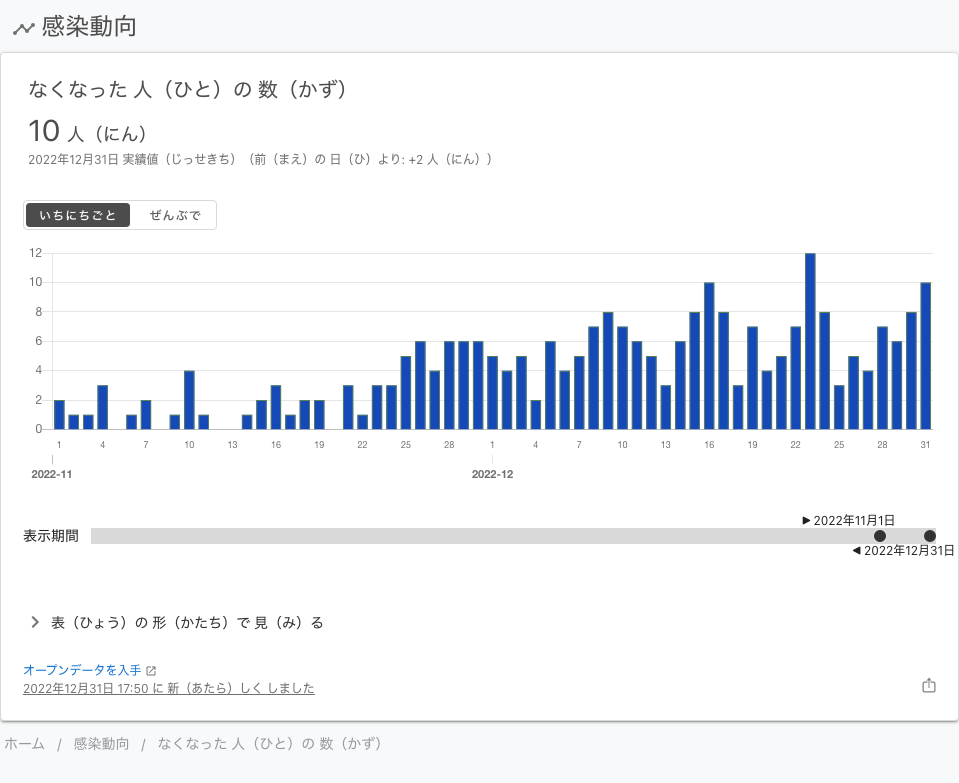 感染動向
なくなった 人（ひと）の 数（かず）
10 人（にん）
2022年12月31日 実績値（じっせきち）（前（まえ）の 日（ひ）より: +2 人（にん））
いちにちごと ぜんぶで
12
10
8
6
4
2
0
1 4 7 10 13 16 19 22 25 28 1 4 7 10 13 16 19 22 25 28 31
2022-11 2022-12
▶ 2022年11月1日
表示期間
◀ 2022年12月31日
表（ひょう）の 形（かたち）で 見（み）る
オープンデータを入手
2022年12月31日 17:50 に 新（あたら）しく しました
ホーム / 感染動向 / なくなった 人（ひと）の 数（かず）